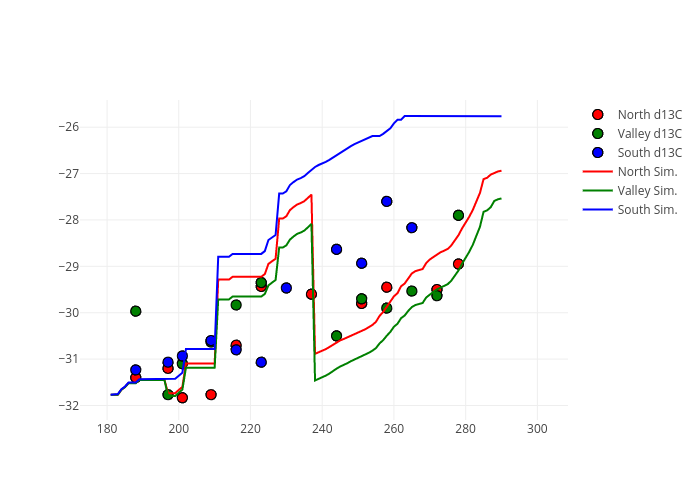 −26
−27
−28
−29
−30
−31
−32
180 200 220 240 260 280 300
North d13C
Valley d13C
South d13C
North Sim.
Valley Sim.
South Sim.